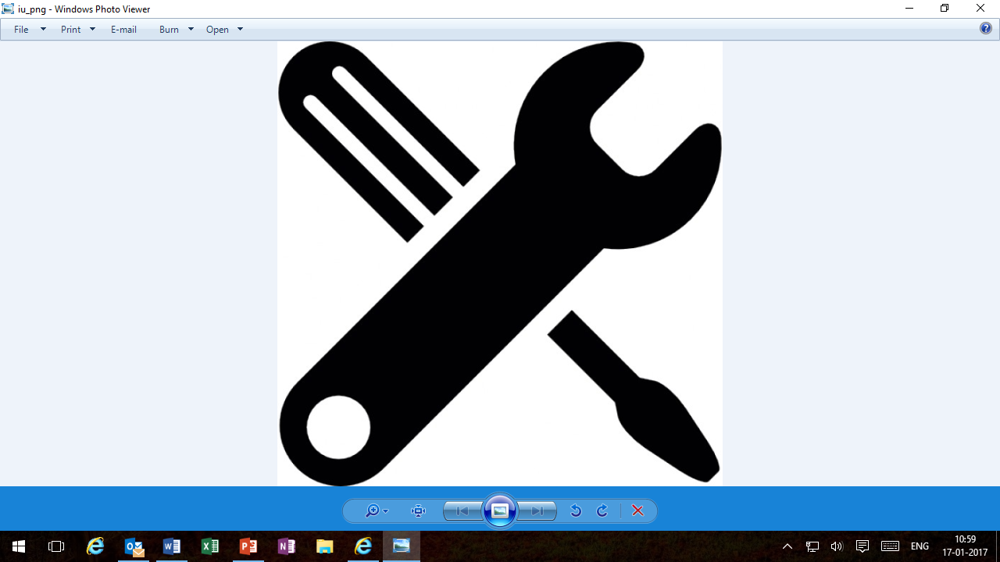 iu_png - Windows Photo Viewer
File Print E-mail Burn Open
ENG
10:59
17-01-2017